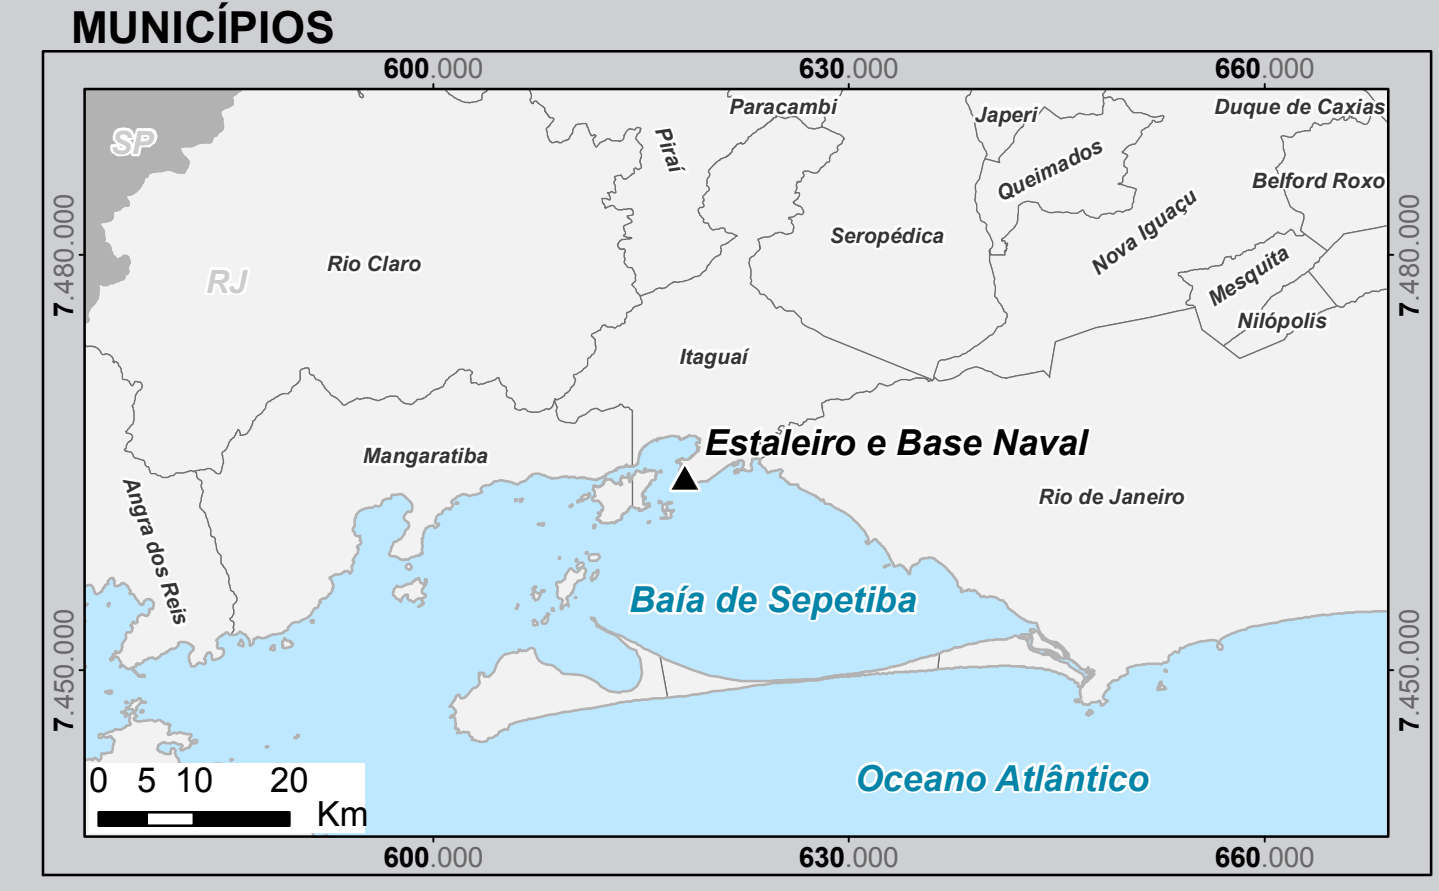 MUNICÍPIOS
600.000 630.000 660.000
Paracambi
Japeri
Duque de Caxias
SP
Piraí
Queimados
Belford Roxo
Nova Iguaçu
Seropédica
Rio Claro
RJ
Mesquita
7.480.000
7.480.000
Nilópolis
Itaguaí
Estaleiro e Base Naval
Mangaratiba
Rio de Janeiro
Angra dos Reis
Baía de Sepetiba
7.450.000
7.450.000
Oceano Atlântico
0 5 10 20
Km
600.000 630.000 660.000